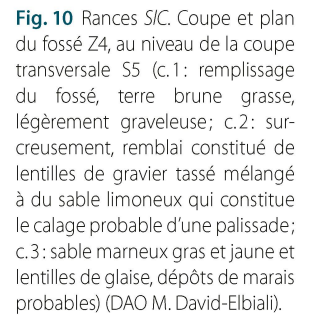 Fig. 10 Rances SIC. Coupe et plan
du fossé Z4, au niveau de la coupe
transversale S5 (c. 1 : remplissage
du fossé, terre brune grasse,
légèrement graveleuse ; c. 2 : sur-
creusement, remblai constitué de
lentilles de gravier tassé mélangé
à du sable limoneux qui constitue
le calage probable d’une palissade ;
c. 3 : sable marneux gras et jaune et
lentilles de glaise, dépôts de marais
probables) (DAO M. David-Elbiali).